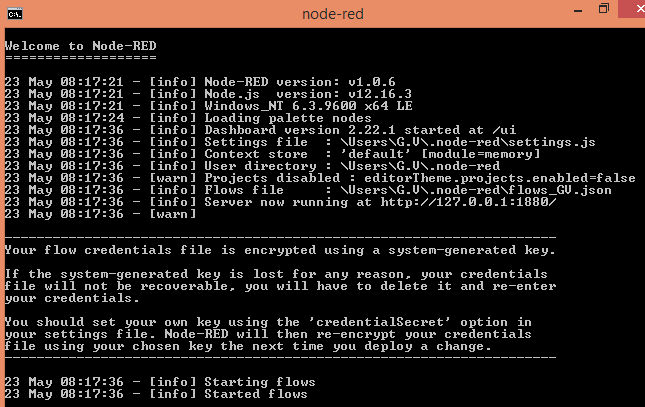 node-red
Welcome to Node-RED
===================
23 May 08:17:21 - [info] Node-RED version: v1.0.6
23 May 08:17:21 - [info] Node.js  version: v12.16.3
23 May 08:17:21 - [info] Windows_NT 6.3.9600 x64 LE
23 May 08:17:24 - [info] Loading palette nodes
23 May 08:17:36 - [info] Dashboard version 2.22.1 started at /ui
23 May 08:17:36 - [info] Settings file  : \Users\G.V\.node-red\settings.js
23 May 08:17:36 - [info] Context store  : 'default' [module=memory]
23 May 08:17:36 - [info] User directory : \Users\G.V\.node-red
23 May 08:17:36 - [warn] Projects disabled : editorTheme.projects.enabled=false
23 May 08:17:36 - [info] Flows file     : \Users\G.V\.node-red\flows_GV.json
23 May 08:17:36 - [info] Server now running at http://127.0.0.1:1880/
23 May 08:17:36 - [warn]
---------------------------------------------------------------------
Your flow credentials file is encrypted using a system-generated key.
If the system-generated key is lost for any reason, your credentials
file will not be recoverable, you will have to delete it and re-enter
your credentials.
You should set your own key using the 'credentialSecret' option in
your settings file. Node-RED will then re-encrypt your credentials
file using your chosen key the next time you deploy a change.
---------------------------------------------------------------------
23 May 08:17:36 - [info] Starting flows
23 May 08:17:36 - [info] Started flows